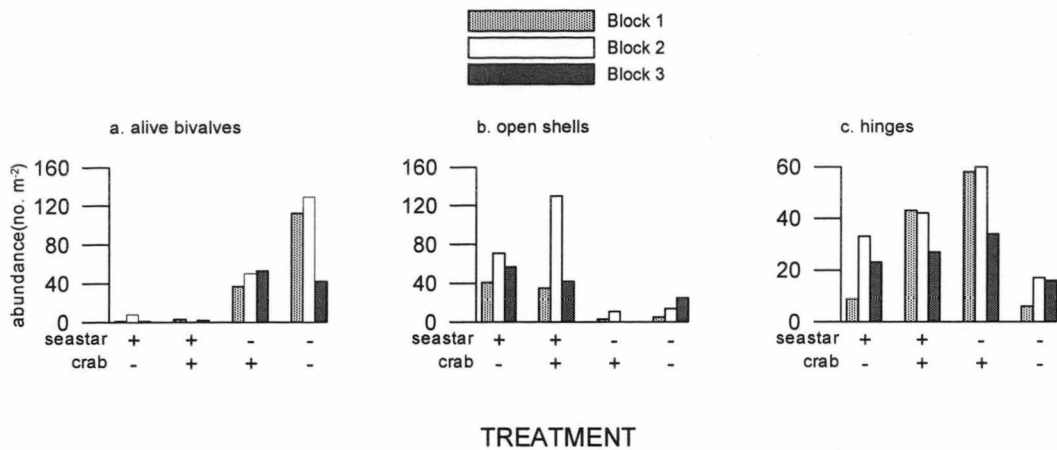 Block 1
Block 2
Block 3
a. alive bivalves
b. open shells
c. hinges
abundance(no. m⁻²)
160
120
80
40
0
160
120
80
40
0
60
40
20
0
seastar + + - -
crab - + + -
seastar + + - -
crab - + + -
seastar + + - -
crab - + + -
TREATMENT